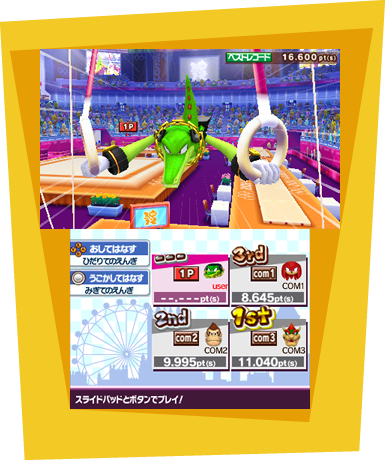 ベストレコード 16.600pt(s)
1P
おしてはなす
ひだりてのえんぎ
うごかしてはなす
みぎてのえんぎ
---
1P
user
--,---pt(s)
3rd
com1
COM1
8.645pt(s)
2nd
com2
COM2
9.995pt(s)
1st
com3
COM3
11.040pt(s)
スライドパッドとボタンでプレイ!